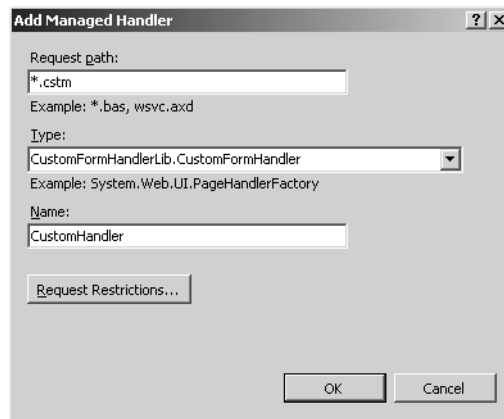 Add Managed Handler
Request path:
*.cstm
Example: *.bas, wsvc.axd
Type:
CustomFormHandlerLib.CustomFormHandler
Example: System.Web.UI.PageHandlerFactory
Name:
CustomHandler
Request Restrictions...
OK Cancel